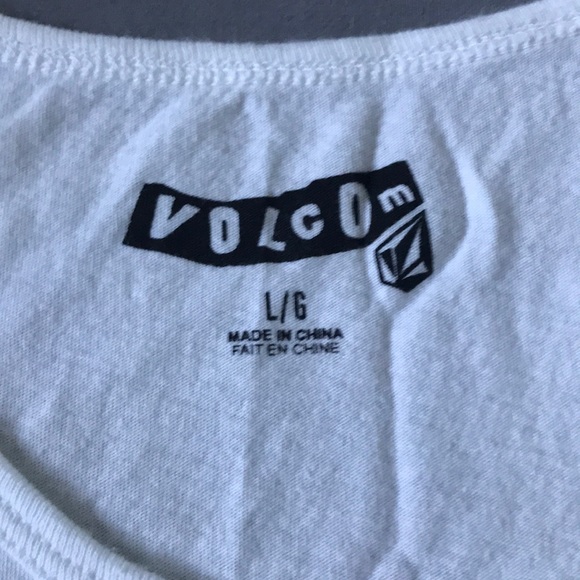 VOLCOm
L/G
MADE IN CHINA
FAIT EN CHINE